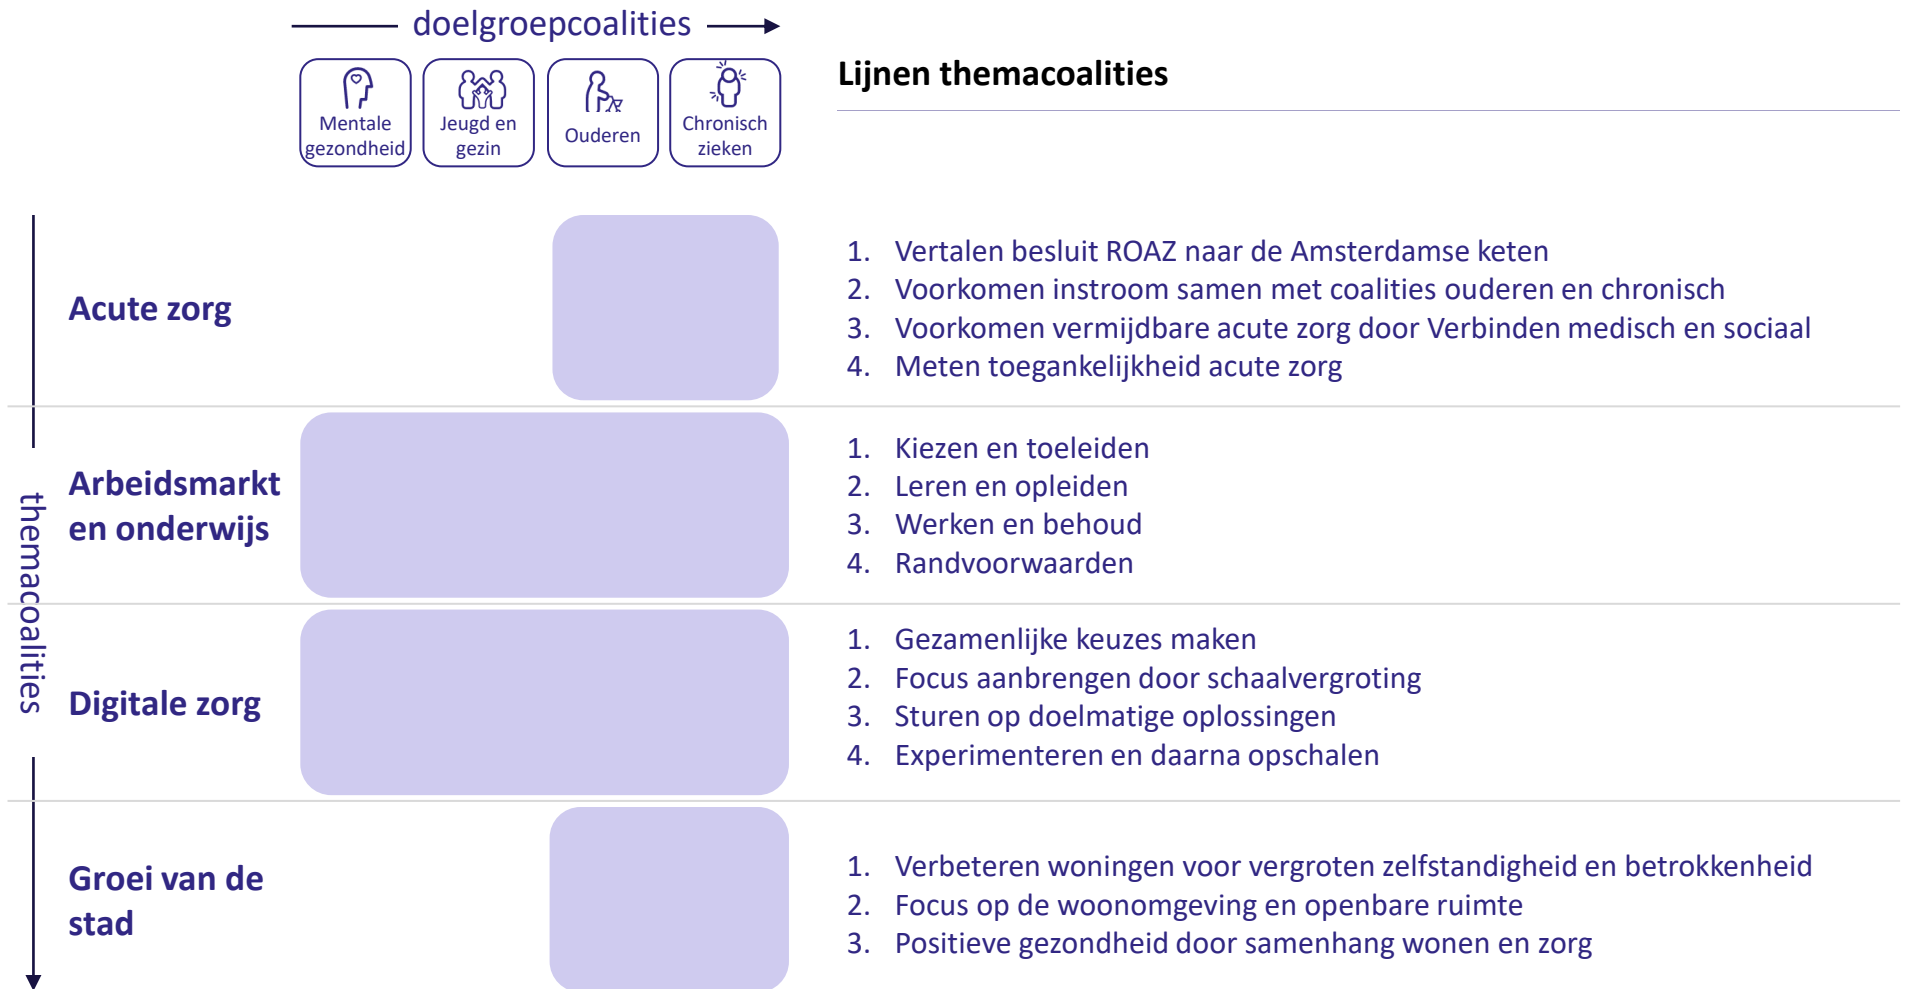 doelgroepcoalities
Mentale
gezondheid
Jeugd en
gezin
Ouderen
Chronisch
zieken
Lijnen themacoalities
themacoalities
Acute zorg
1. Vertalen besluit ROAZ naar de Amsterdamse keten
2. Voorkomen instroom samen met coalities ouderen en chronisch
3. Voorkomen vermijdbare acute zorg door Verbinden medisch en sociaal
4. Meten toegankelijkheid acute zorg
Arbeidsmarkt
en onderwijs
1. Kiezen en toeleiden
2. Leren en opleiden
3. Werken en behoud
4. Randvoorwaarden
Digitale zorg
1. Gezamenlijke keuzes maken
2. Focus aanbrengen door schaalvergroting
3. Sturen op doelmatige oplossingen
4. Experimenteren en daarna opschalen
Groei van de
stad
1. Verbeteren woningen voor vergroten zelfstandigheid en betrokkenheid
2. Focus op de woonomgeving en openbare ruimte
3. Positieve gezondheid door samenhang wonen en zorg